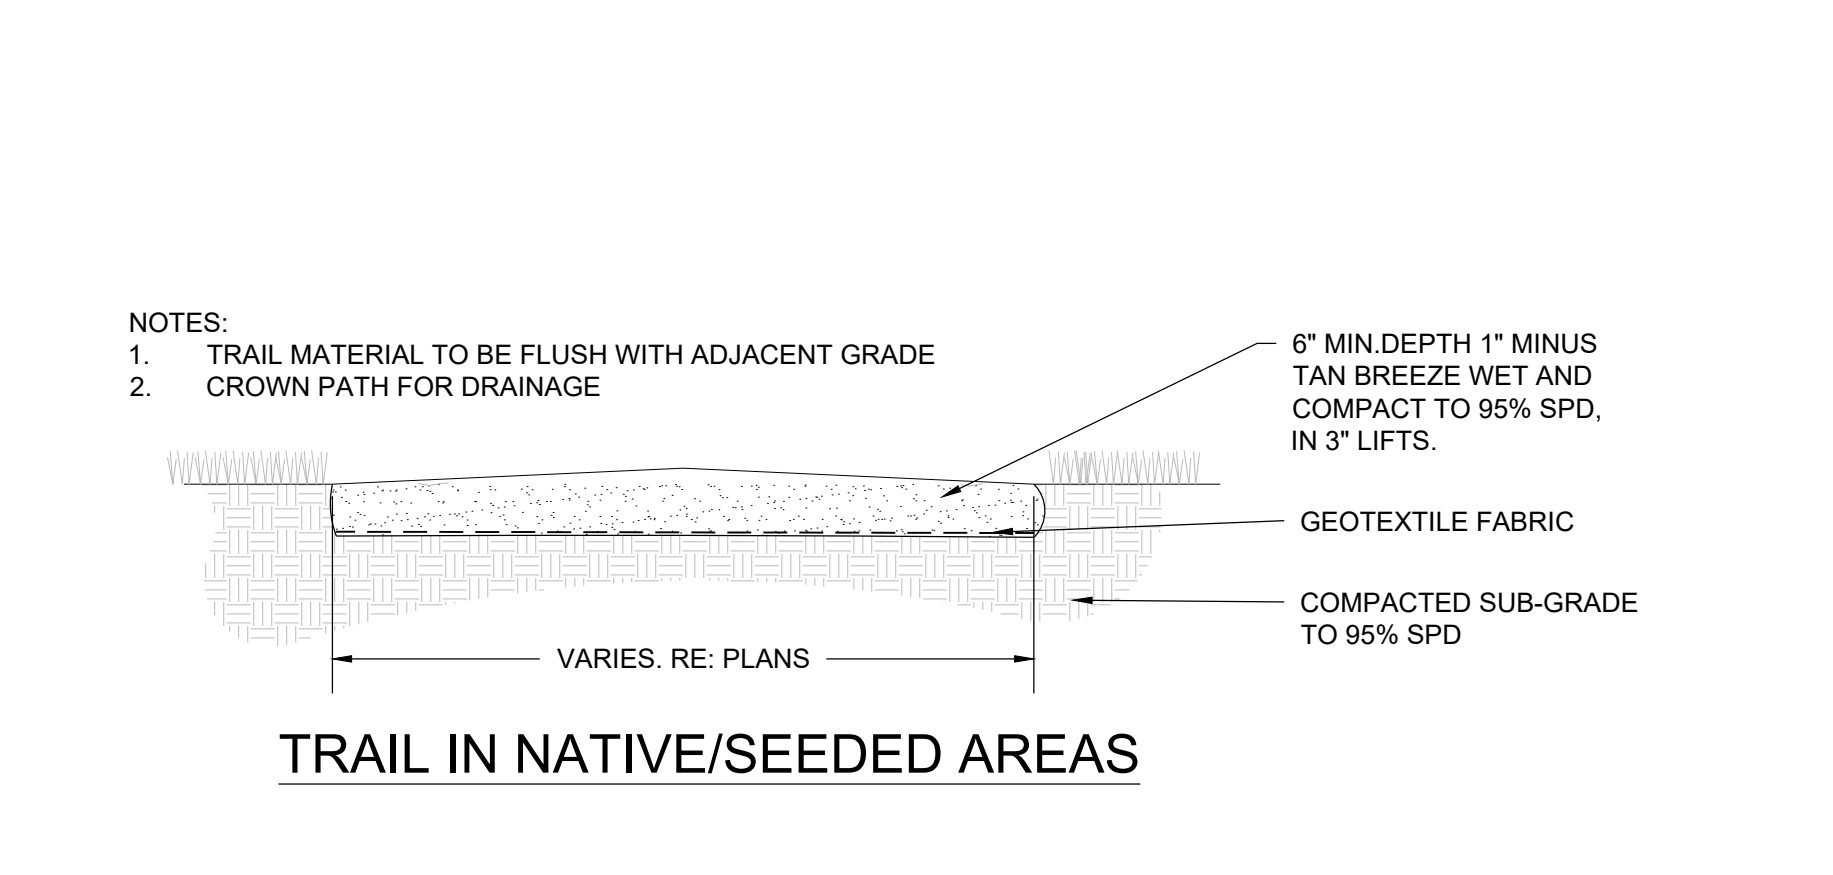 NOTES:
1. TRAIL MATERIAL TO BE FLUSH WITH ADJACENT GRADE
2. CROWN PATH FOR DRAINAGE
6" MIN.DEPTH 1" MINUS
TAN BREEZE WET AND
COMPACT TO 95% SPD,
IN 3" LIFTS.
GEOTEXTILE FABRIC
COMPACTED SUB-GRADE
TO 95% SPD
VARIES. RE: PLANS
TRAIL IN NATIVE/SEEDED AREAS